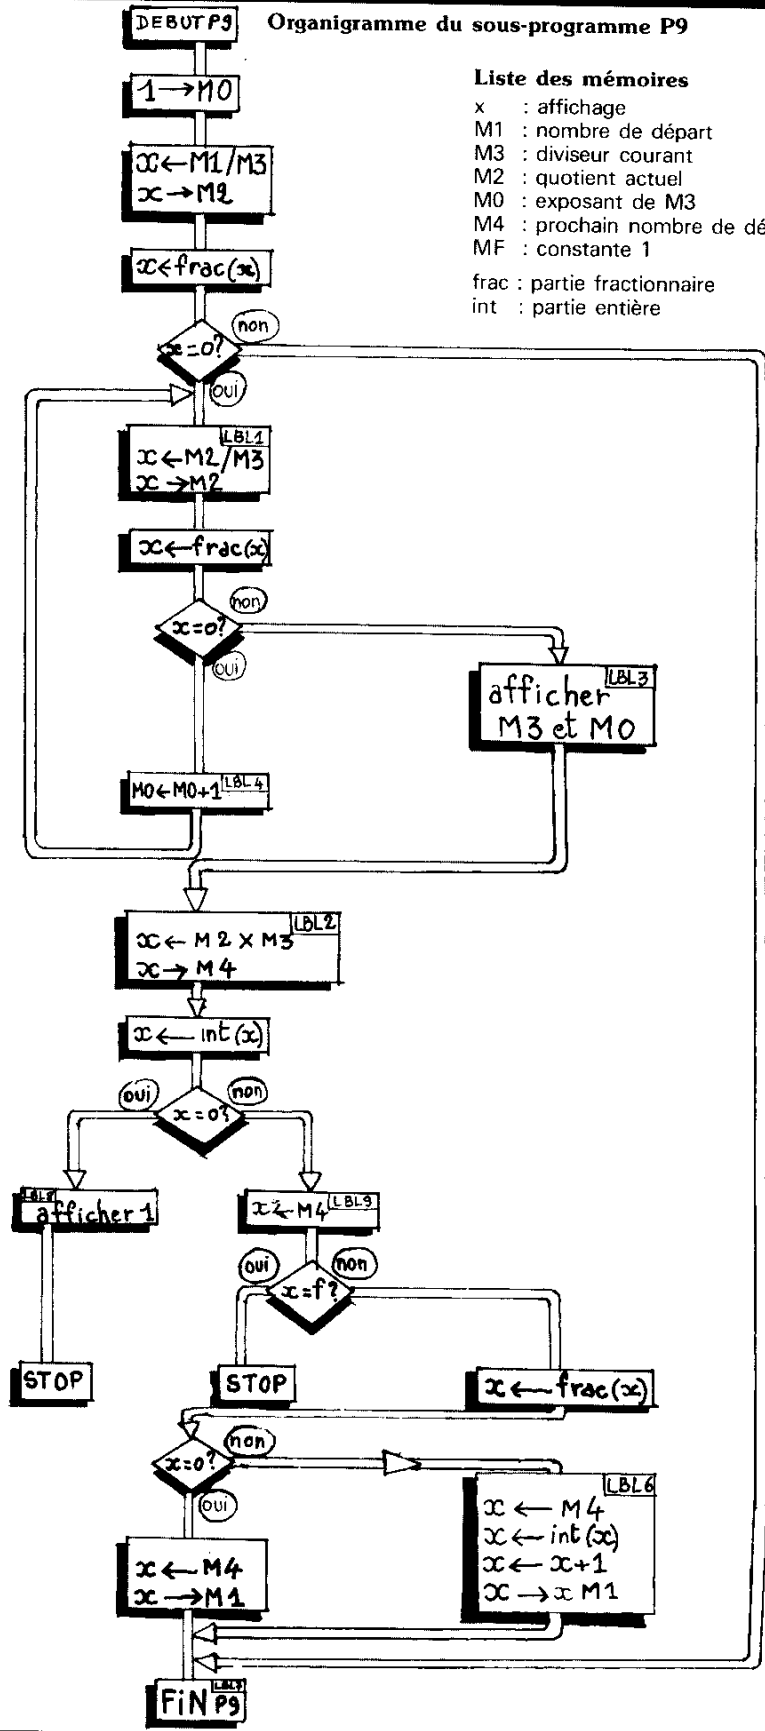 DEBUT P9
Organigramme du sous-programme P9
1→M0
Liste des mémoires
x : affichage
M1 : nombre de départ
M3 : diviseur courant
M2 : quotient actuel
M0 : exposant de M3
M4 : prochain nombre de dé
MF : constante 1
frac : partie fractionnaire
int : partie entière
x←M1/M3
x→M2
x←frac(x)
non
x=0?
oui
LBL1
x←M2/M3
x→M2
x←frac(x)
non
x=0?
oui
LBL3
afficher
M3 et M0
M0←M0+1 LBL4
LBL2
x← M2 x M3
x→ M4
x← int(x)
oui
non
x=0?
LBL8
afficher 1
LBL9
x←M4
oui
non
x=f?
STOP
STOP
x← frac(x)
non
x=0?
oui
LBL6
x← M4
x←int(x)
x← x+1
x→x M1
x←M4
x→M1
LBL7
FiN P9